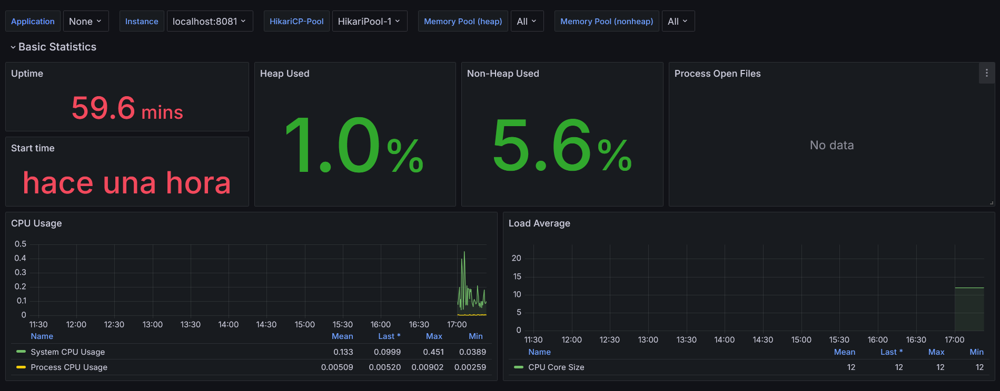 Application None Instance localhost:8081 HikariCP-Pool HikariPool-1 Memory Pool (heap) All Memory Pool (nonheap) All
Basic Statistics
Uptime
59.6 mins
Start time
hace una hora
Heap Used
1.0%
Non-Heap Used
5.6%
Process Open Files
No data
CPU Usage
0.5
0.4
0.3
0.2
0.1
0
11:30 12:00 12:30 13:00 13:30 14:00 14:30 15:00 15:30 16:00 16:30 17:00
Name Mean Last * Max Min
System CPU Usage 0.133 0.0999 0.451 0.0389
Process CPU Usage 0.00509 0.00520 0.00902 0.00259
Load Average
20
15
10
5
0
11:30 12:00 12:30 13:00 13:30 14:00 14:30 15:00 15:30 16:00 16:30 17:00
Name Mean Last * Max Min
CPU Core Size 12 12 12 12